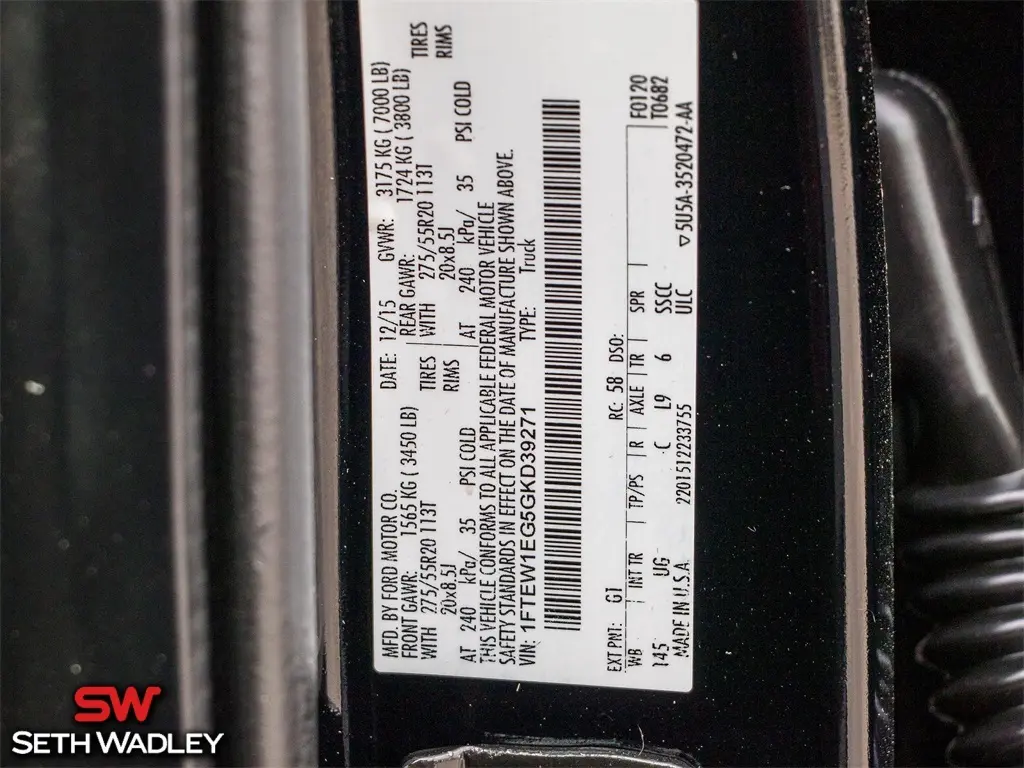 MFD. BY FORD MOTOR CO. DATE: 12/15 GVWR: 3175 KG ( 7000 LB)
FRONT GAWR: 1565 KG ( 3450 LB) REAR GAWR: 1724 KG ( 3800 LB)
WITH 275/55R20 113T TIRES WITH 275/55R20 113T TIRES
20x8.5J RIMS 20x8.5J RIMS
AT 240 kPa/ 35 PSI COLD AT 240 kPa/ 35 PSI COLD
THIS VEHICLE CONFORMS TO ALL APPLICABLE FEDERAL MOTOR VEHICLE
SAFETY STANDARDS IN EFFECT ON THE DATE OF MANUFACTURE SHOWN ABOVE.
VIN: 1FTEW1EG5GKD39271 TYPE: Truck
EXT PNT: G1 RC: 58 DSO: F0120
WB INT TR TP/PS R AXLE TR SPR T0682
145 UG C L9 6 SSCC
MADE IN U.S.A. 2201512233755 ULC ▽5U5A-3520472-AA
SW
SETH WADLEY